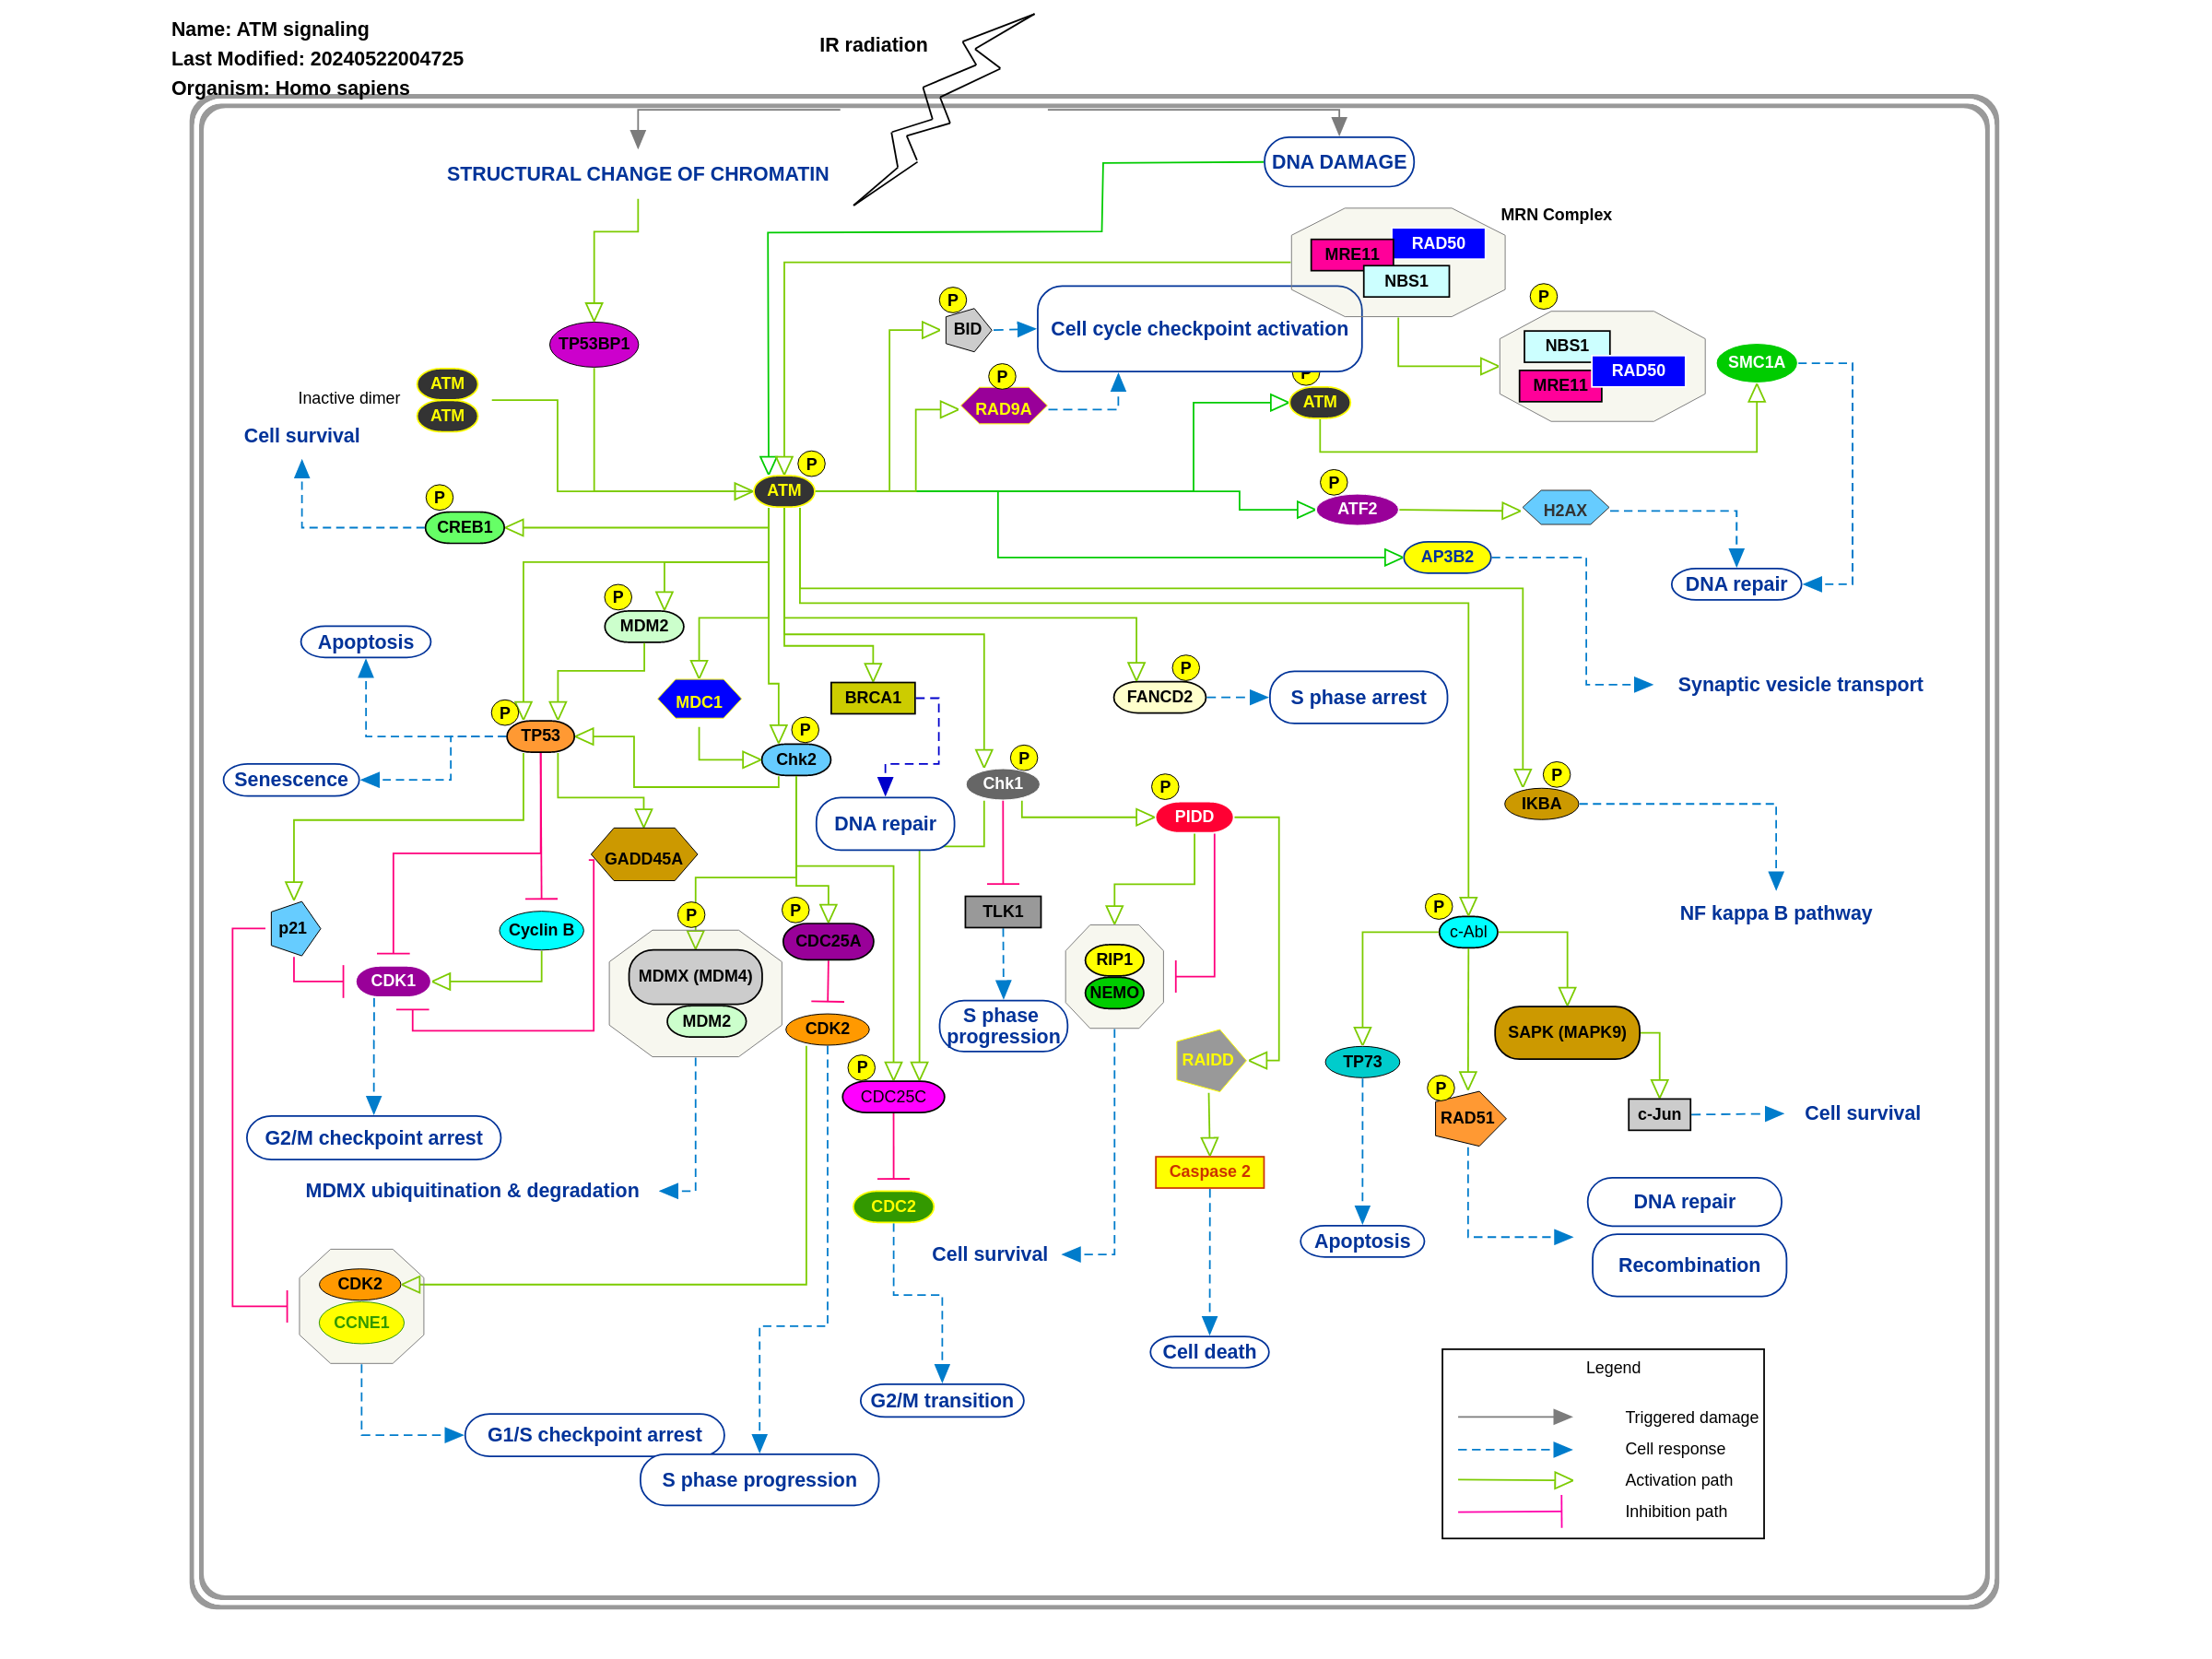 Name: ATM signaling
Last Modified: 20240522004725
Organism: Homo sapiens
IR radiation
STRUCTURAL CHANGE OF CHROMATIN
DNA DAMAGE
MRN Complex
MRE11
RAD50
NBS1
P
BID
Cell cycle checkpoint activation
P
NBS1
RAD50
MRE11
SMC1A
TP53BP1
Inactive dimer
ATM
ATM
P
RAD9A
P
ATM
Cell survival
P
ATM
P
CREB1
P
ATF2
H2AX
AP3B2
DNA repair
P
MDM2
Apoptosis
Synaptic vesicle transport
P
TP53
MDC1
BRCA1
P
FANCD2
S phase arrest
Senescence
P
Chk2
P
Chk1
DNA repair
P
PIDD
P
IKBA
GADD45A
NF kappa B pathway
p21
Cyclin B
CDK1
P
MDMX (MDM4)
MDM2
P
CDC25A
CDK2
TLK1
S phase
progression
RIP1
NEMO
P
c-Abl
SAPK (MAPK9)
TP73
RAIDD
P
CDC25C
P
RAD51
c-Jun
Cell survival
G2/M checkpoint arrest
MDMX ubiquitination & degradation
CDC2
Caspase 2
Cell survival
Apoptosis
DNA repair
Recombination
CDK2
CCNE1
Cell death
G2/M transition
G1/S checkpoint arrest
S phase progression
Legend
Triggered damage
Cell response
Activation path
Inhibition path